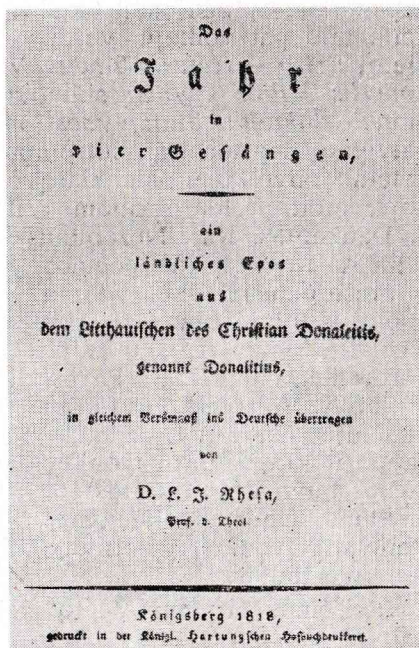 Das
Jahr
in
vier Gesängen,
ein
ländliches Epos
aus
dem Litthauischen des Christian Donaleitis,
genannt Donalitius,
in gleichem Versmaaß ins Deutsche übertragen
von
D. L. J. Rhesa,
Prof. d. Theol.
Königsberg 1818,
gedruckt in der Königl. Hartungschen Hofbuchdruckerei.